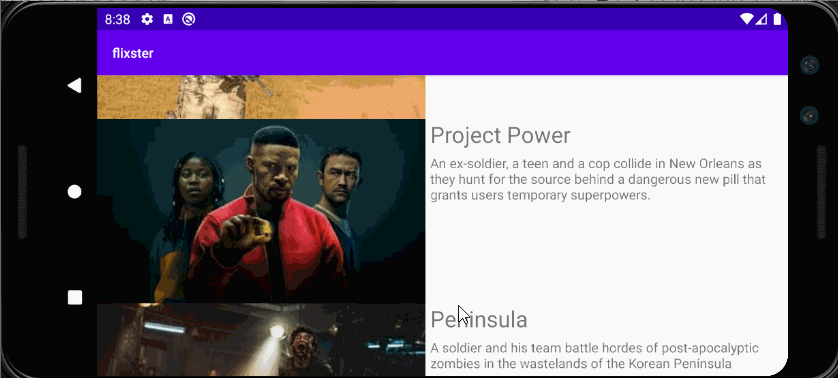 8:38
flixster
Project Power
An ex-soldier, a teen and a cop collide in New Orleans as
they hunt for the source behind a dangerous new pill that
grants users temporary superpowers.
Peninsula
A soldier and his team battle hordes of post-apocalyptic
zombies in the wastelands of the Korean Peninsula